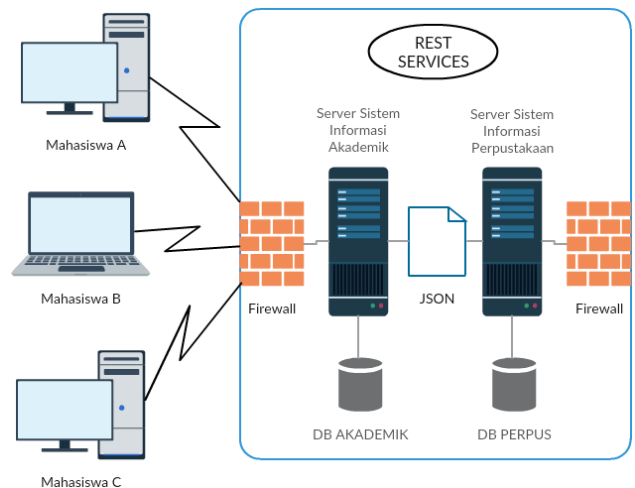 REST
SERVICES
Server Sistem
Informasi
Akademik
Server Sistem
Informasi
Perpustakaan
Mahasiswa A
Mahasiswa B
Mahasiswa C
Firewall
JSON
Firewall
DB AKADEMIK
DB PERPUS